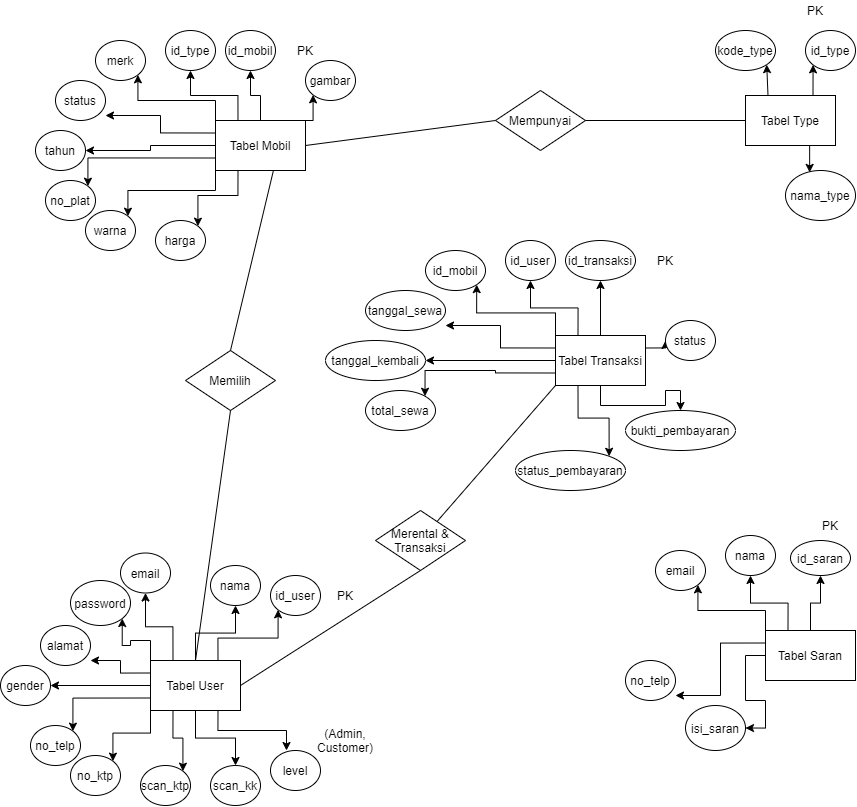 PK
id_type
id_mobil
PK
merk
gambar
status
kode_type
id_type
Mempunyai
Tabel Type
tahun
Tabel Mobil
no_plat
nama_type
warna
harga
id_mobil
id_user
id_transaksi
PK
tanggal_sewa
status
tanggal_kembali
Tabel Transaksi
Memilih
total_sewa
bukti_pembayaran
status_pembayaran
PK
Merental &
Transaksi
email
nama
id_saran
email
nama
id_user
PK
password
alamat
Tabel Saran
gender
Tabel User
no_telp
isi_saran
no_telp
(Admin,
Customer)
no_ktp
level
scan_ktp
scan_kk